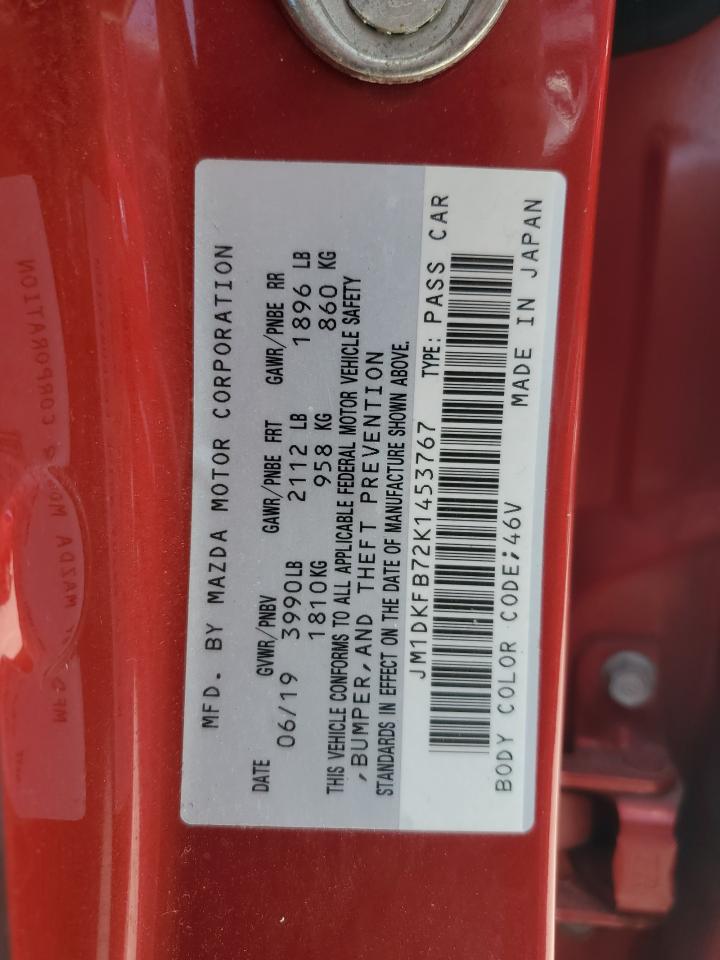 MFD. BY MAZDA MOTOR CORPORATION
DATE GVWR/PNBV GAWR/PNBE FRT GAWR/PNBE RR
06/19 3990LB 2112 LB 1896 LB
1810KG 958 KG 860 KG
THIS VEHICLE CONFORMS TO ALL APPLICABLE FEDERAL MOTOR VEHICLE SAFETY
,BUMPER,AND THEFT PREVENTION
STANDARDS IN EFFECT ON THE DATE OF MANUFACTURE SHOWN ABOVE.
JM1DKFB72K1453767 TYPE: PASS CAR
BODY COLOR CODE;46V MADE IN JAPAN